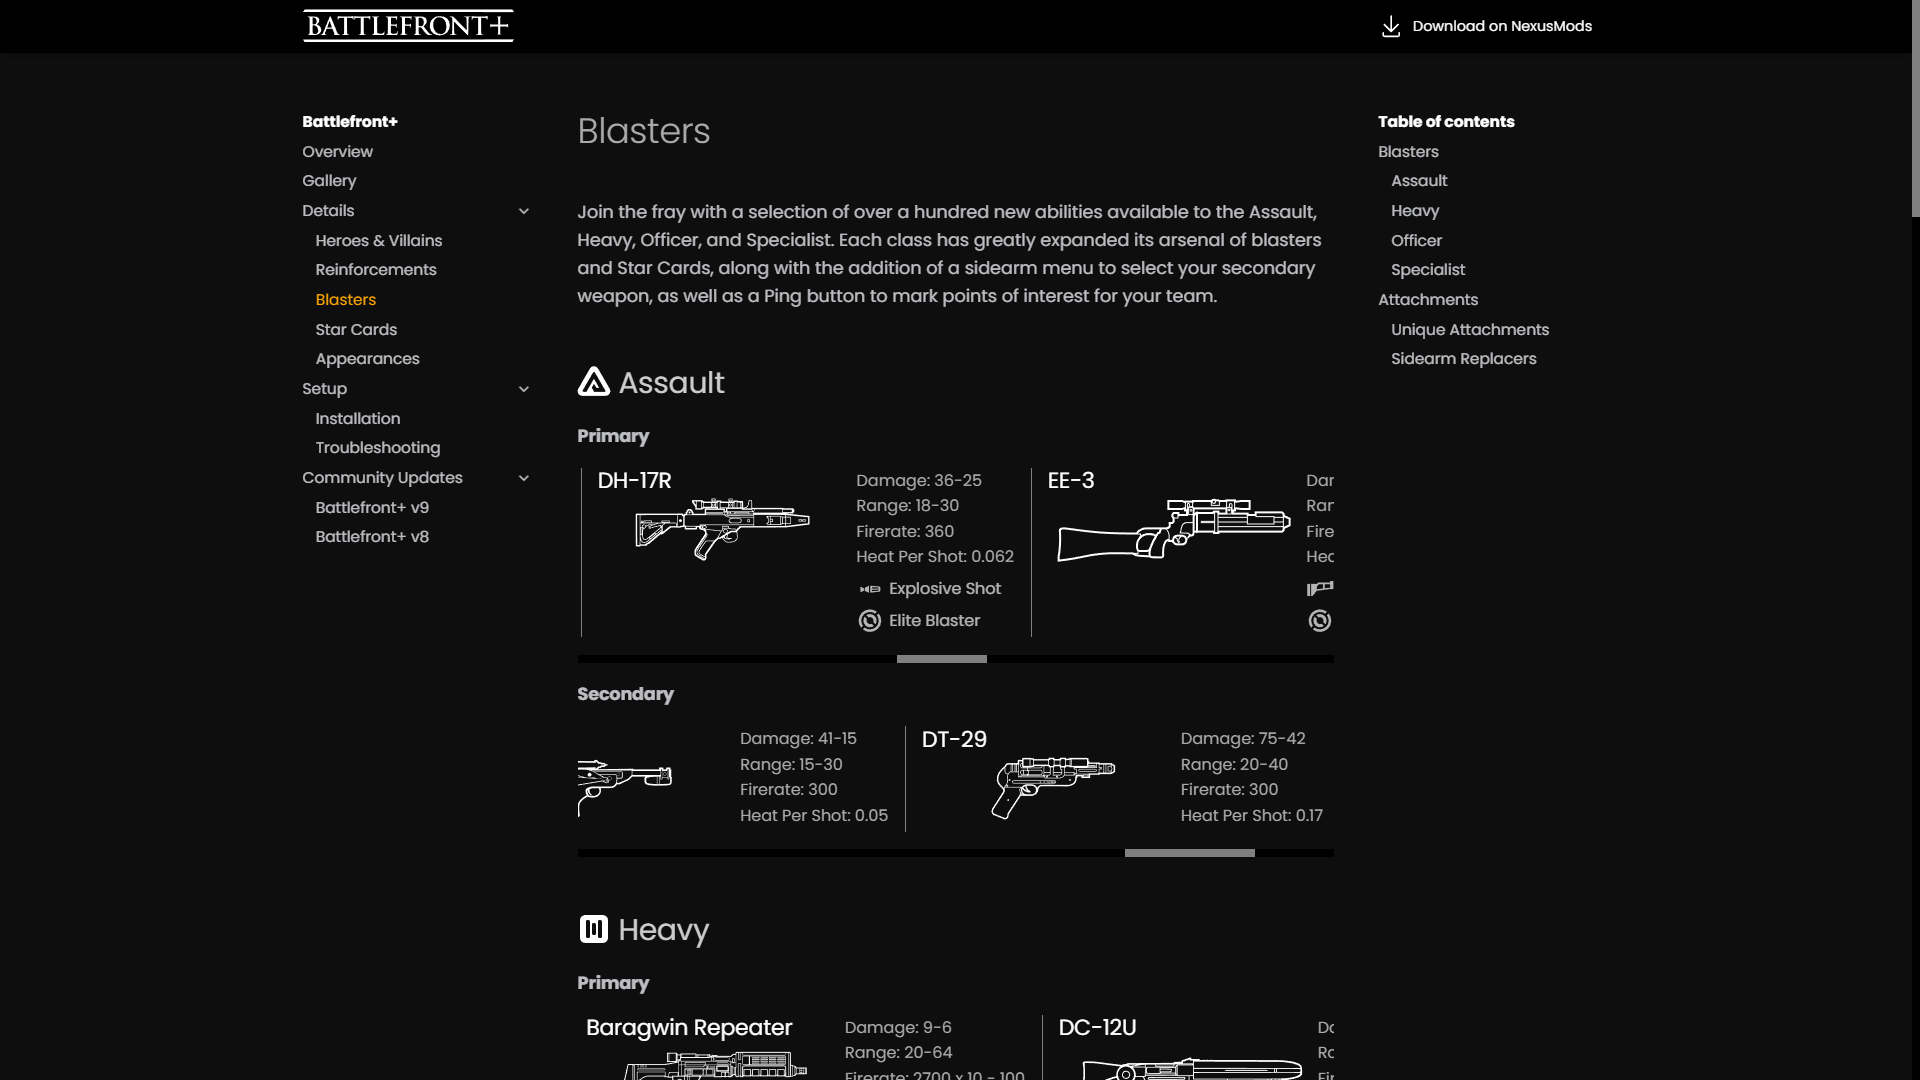 BATTLEFRONT+
Download on NexusMods
Battlefront+
Overview
Gallery
Details
Heroes & Villains
Reinforcements
Blasters
Star Cards
Appearances
Setup
Installation
Troubleshooting
Community Updates
Battlefront+ v9
Battlefront+ v8
Blasters
Join the fray with a selection of over a hundred new abilities available to the Assault,
Heavy, Officer, and Specialist. Each class has greatly expanded its arsenal of blasters
and Star Cards, along with the addition of a sidearm menu to select your secondary
weapon, as well as a Ping button to mark points of interest for your team.
Assault
Primary
DH-17R
Damage: 36-25
Range: 18-30
Firerate: 360
Heat Per Shot: 0.062
Explosive Shot
Elite Blaster
EE-3
Secondary
Damage: 41-15
Range: 15-30
Firerate: 300
Heat Per Shot: 0.05
DT-29
Damage: 75-42
Range: 20-40
Firerate: 300
Heat Per Shot: 0.17
Heavy
Primary
Baragwin Repeater
Damage: 9-6
Range: 20-64
Firerate: 2700 x 10 - 100
DC-12U
Table of contents
Blasters
Assault
Heavy
Officer
Specialist
Attachments
Unique Attachments
Sidearm Replacers